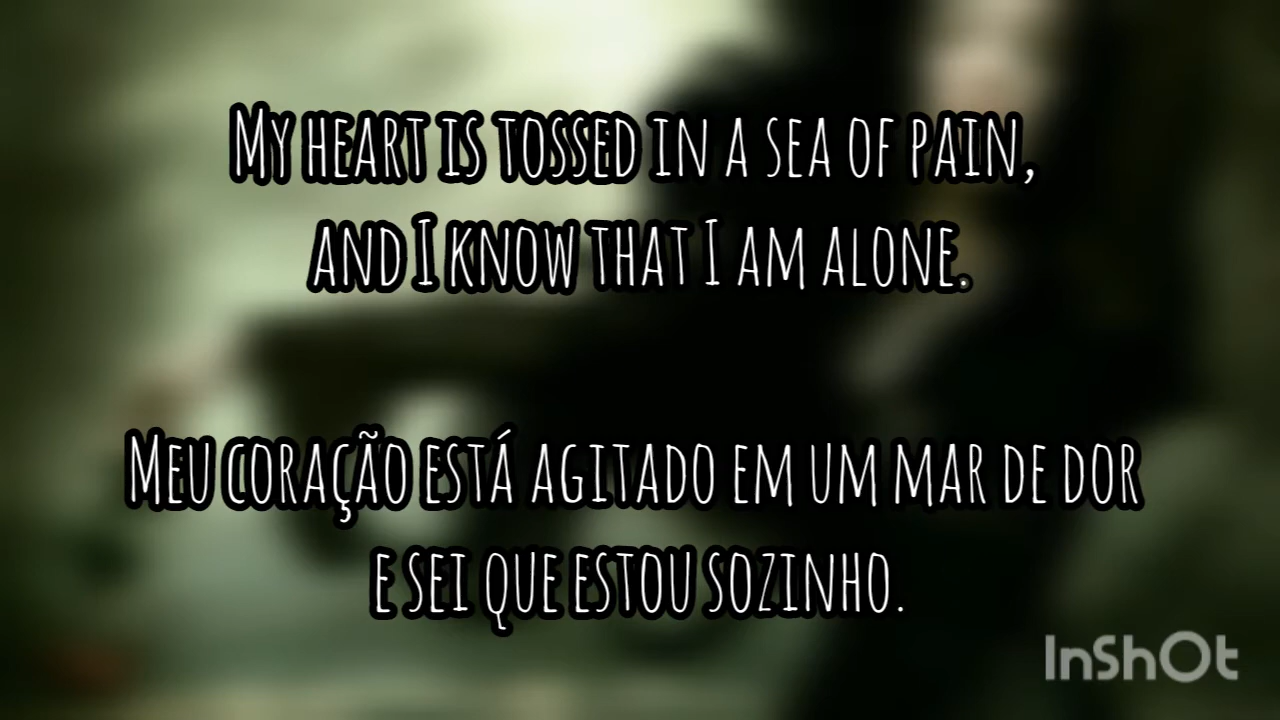 My heart is tossed in a sea of pain,
and I know that I am alone.
Meu coração está agitado em um mar de dor
e sei que estou sozinho.
InShOt